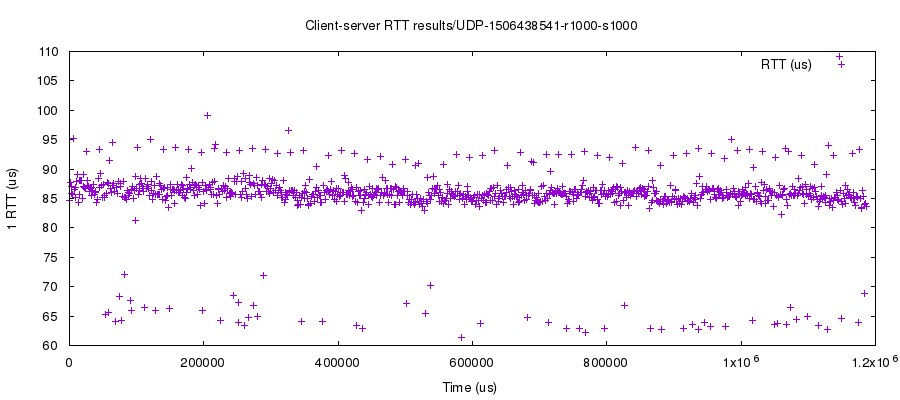 Client-server RTT results/UDP-1506438541-r1000-s1000
110
RTT (us)
105
100
95
90
85
80
75
70
65
60
1 RTT (us)
0 200000 400000 600000 800000 1x10^6 1.2x10^6
Time (us)